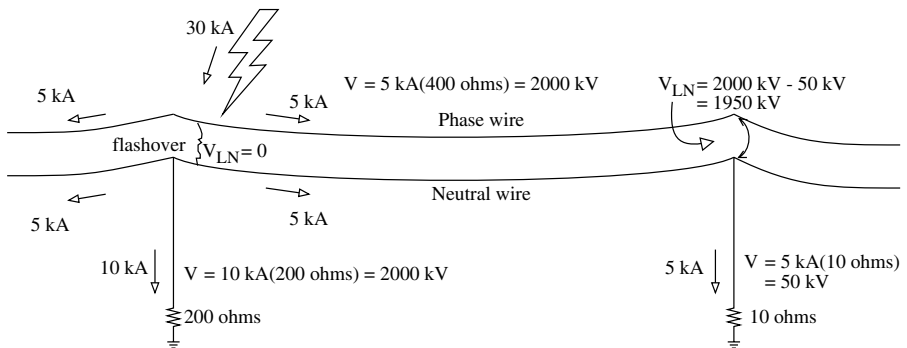 30 kA
5 kA
5 kA
V = 5 kA(400 ohms) = 2000 kV
V_LN = 2000 kV - 50 kV
= 1950 kV
Phase wire
flashover
V_LN = 0
Neutral wire
5 kA
5 kA
10 kA
V = 10 kA(200 ohms) = 2000 kV
5 kA
V = 5 kA(10 ohms)
= 50 kV
200 ohms
10 ohms